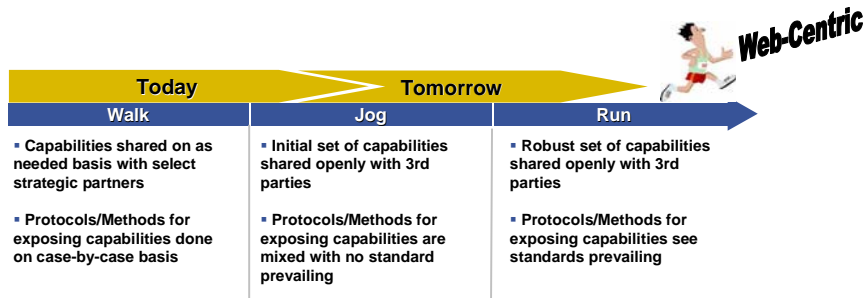 Web-Centric
Today
Tomorrow
Walk
Jog
Run
▪ Capabilities shared on as
needed basis with select
strategic partners
▪ Protocols/Methods for
exposing capabilities done
on case-by-case basis
▪ Initial set of capabilities
shared openly with 3rd
parties
▪ Protocols/Methods for
exposing capabilities are
mixed with no standard
prevailing
▪ Robust set of capabilities
shared openly with 3rd
parties
▪ Protocols/Methods for
exposing capabilities see
standards prevailing